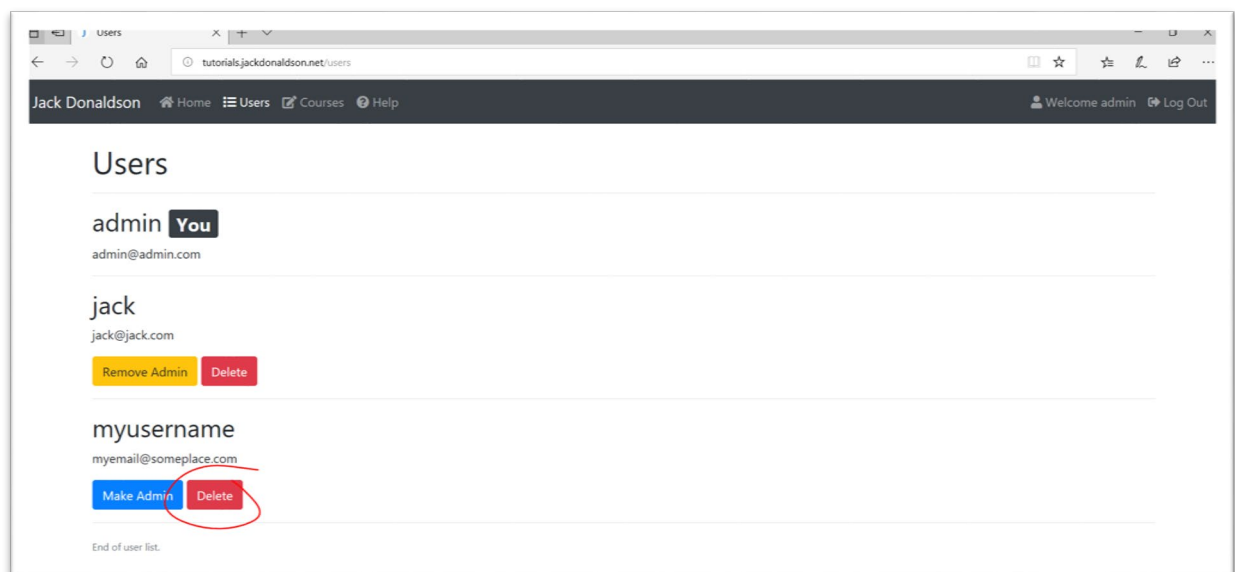 Users
tutorials.jackdonaldson.net/users
Jack Donaldson Home Users Courses Help Welcome admin Log Out
Users
admin You
admin@admin.com
jack
jack@jack.com
Remove Admin Delete
myusername
myemail@someplace.com
Make Admin Delete
End of user list.